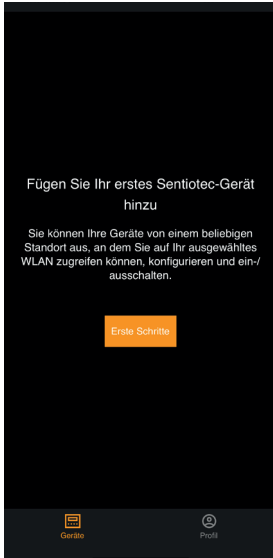 Fügen Sie Ihr erstes Sentiotec-Gerät
hinzu
Sie können Ihre Geräte von einem beliebigen
Standort aus, an dem Sie auf Ihr ausgewähltes
WLAN zugreifen können, konfigurieren und ein-/
ausschalten.
Erste Schritte
Geräte
Profil